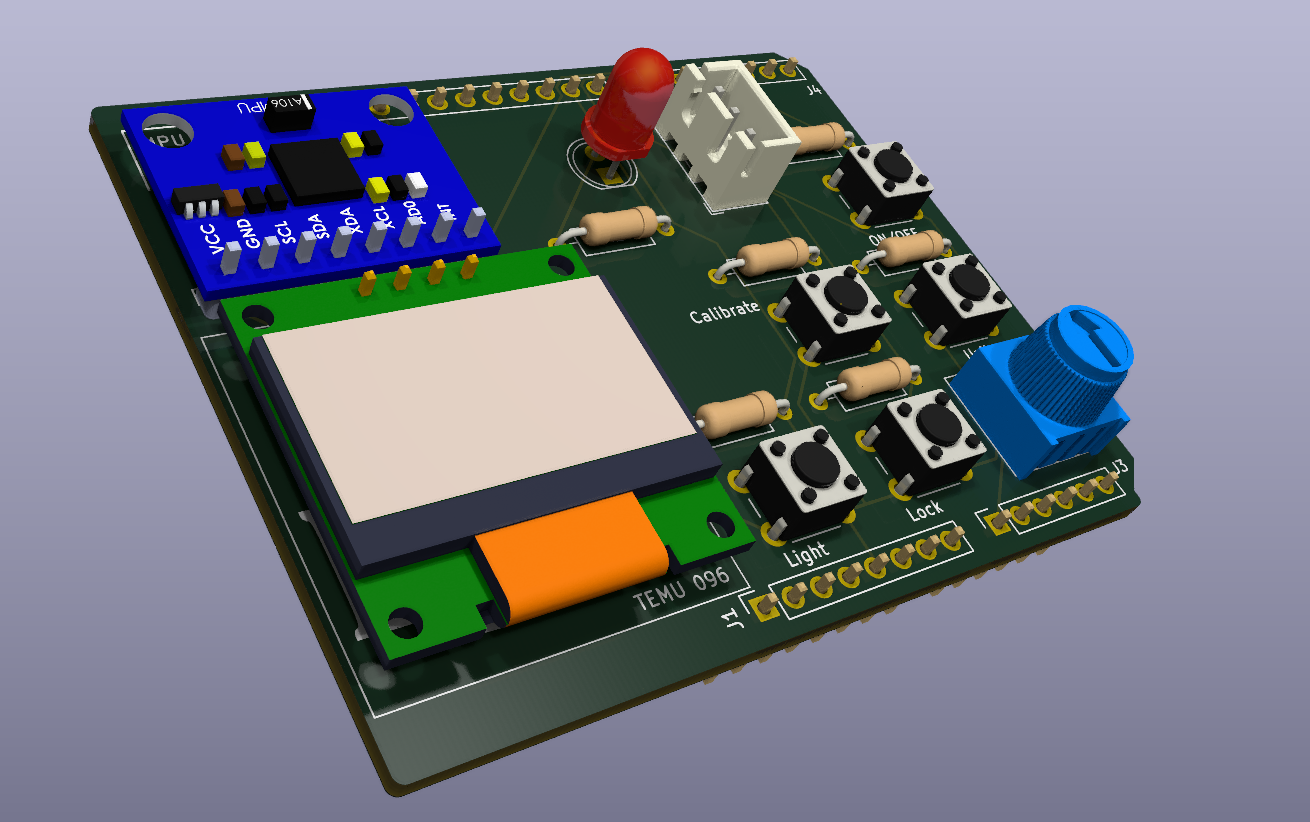 MPU
A106
MPU
VCC
GND
SCL
SDA
XDA
XCL
AD0
J4
ON/OFF
Calibrate
Lock
Light
TEMU 096
J1
J3